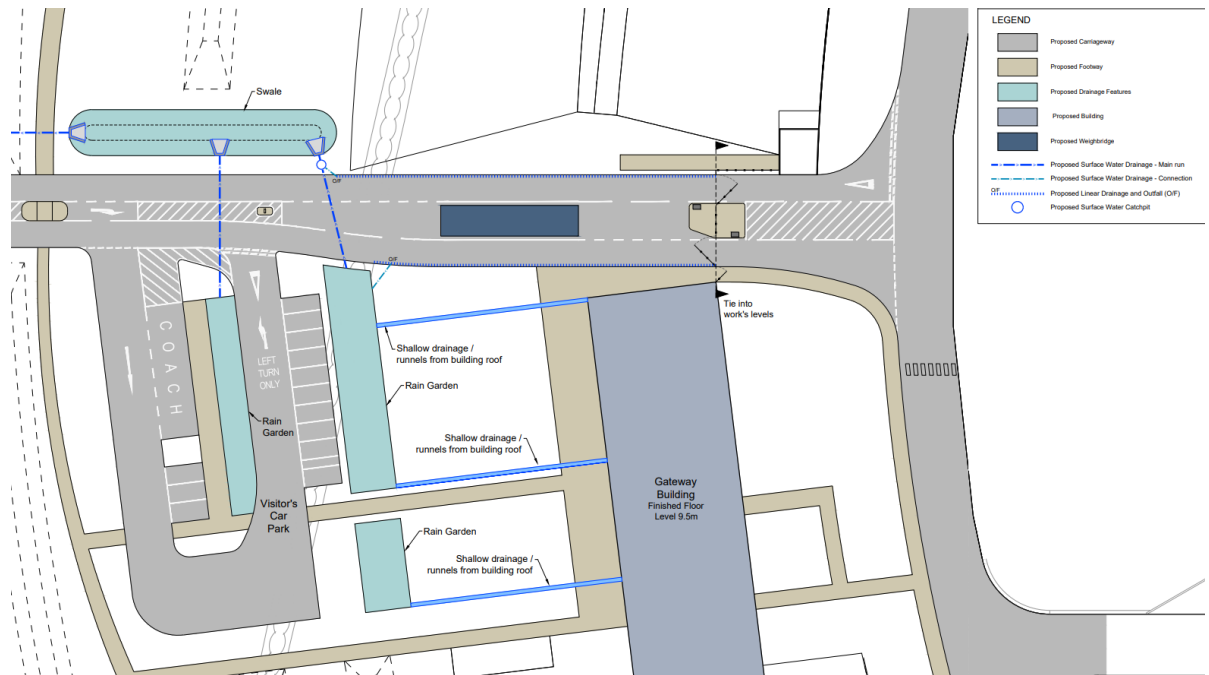 LEGEND
Proposed Carriageway
Proposed Footway
Proposed Drainage Features
Proposed Building
Proposed Weighbridge
Proposed Surface Water Drainage - Main run
Proposed Surface Water Drainage - Connection
O/F
Proposed Linear Drainage and Outfall (O/F)
Proposed Surface Water Catchpit
Swale
O/F
O/F
Tie into
work's levels
Shallow drainage /
runnels from building roof
Rain Garden
COACH
LEFT
TURN
ONLY
Rain
Garden
Shallow drainage /
runnels from building roof
Gateway
Building
Finished Floor
Level 9.5m
Visitor's
Car
Park
Rain Garden
Shallow drainage /
runnels from building roof